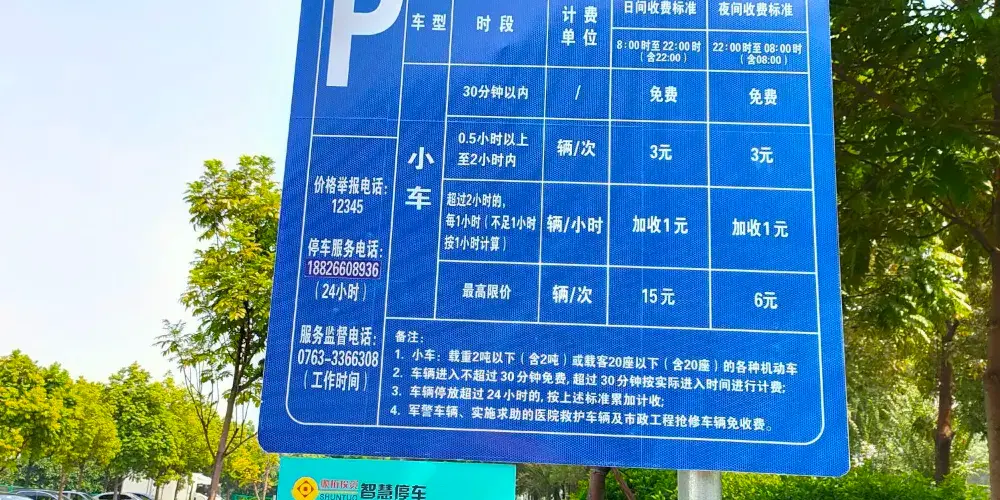 P
车型
时段
计费
单位
日间收费标准
夜间收费标准
8:00时至22:00时
（含22:00）
22:00时至08:00时
（含08:00）
小车
30分钟以内
/
免费
免费
0.5小时以上
至2小时内
辆/次
3元
3元
超过2小时的,
每1小时（不足1小时
按1小时计算）
辆/小时
加收1元
加收1元
最高限价
辆/次
15元
6元
价格举报电话:
12345
停车服务电话:
18826608936
（24小时）
服务监督电话:
0763-3366308
（工作时间）
备注:
1. 小车: 载重2吨以下（含2吨）或载客20座以下（含20座）的各种机动车
2. 车辆进入不超过30分钟免费, 超过30分钟按实际进入时间进行计费;
3. 车辆停放超过24小时的, 按上述标准累加计收;
4. 军警车辆、实施求助的医院救护车辆及市政工程抢修车辆免收费。
SHUNTUO
智慧停车